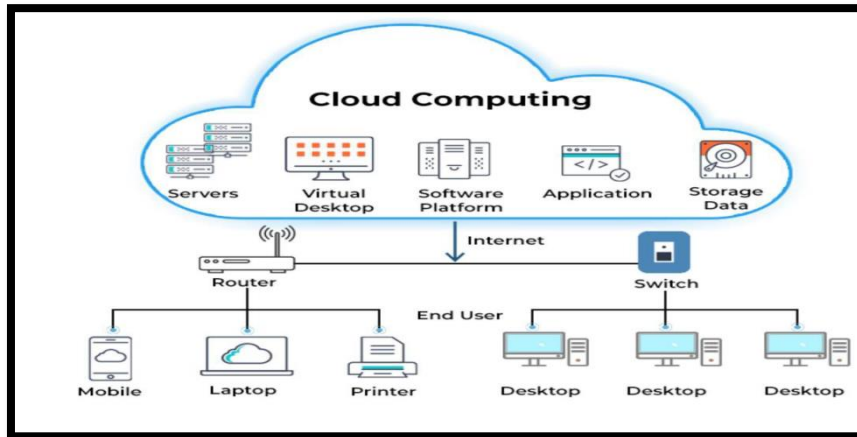 Cloud Computing
Servers
Virtual
Desktop
Software
Platform
Application
Storage
Data
Internet
Router
Switch
End User
Mobile
Laptop
Printer
Desktop
Desktop
Desktop